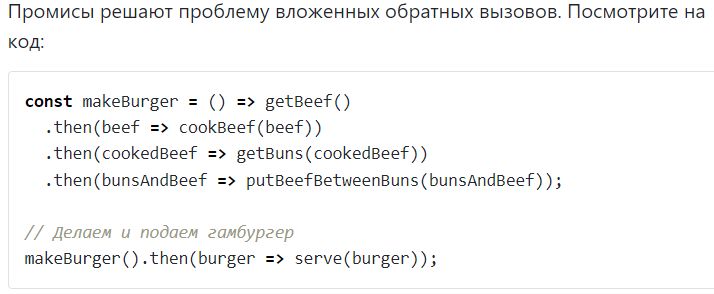 Промисы решают проблему вложенных обратных вызовов. Посмотрите на
код:
const makeBurger = () => getBeef()
  .then(beef => cookBeef(beef))
  .then(cookedBeef => getBuns(cookedBeef))
  .then(bunsAndBeef => putBeefBetweenBuns(bunsAndBeef));

// Делаем и подаем гамбургер
makeBurger().then(burger => serve(burger));